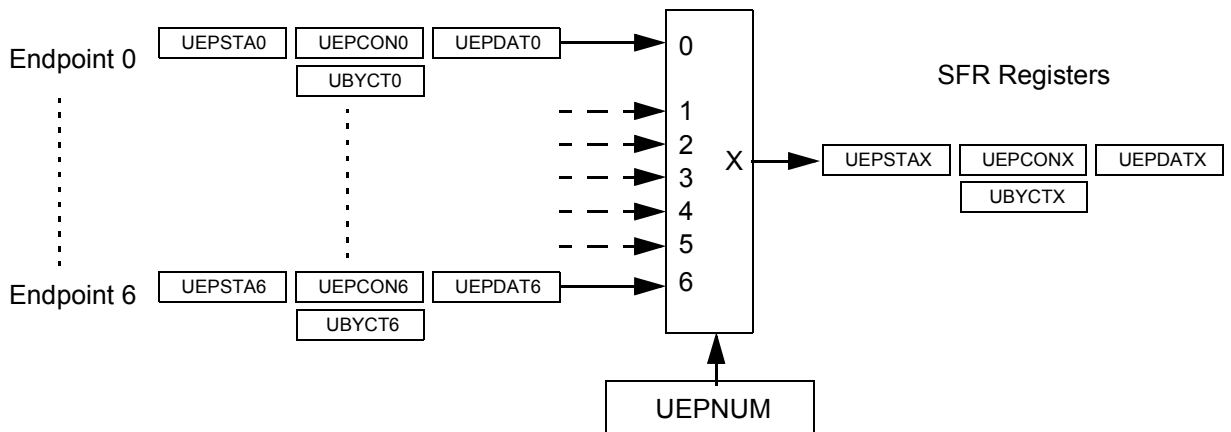 Endpoint 0
UEPSTA0 UEPCON0 UEPDAT0
UBYCT0
0
1
2
3
4
5
6
X
SFR Registers
UEPSTAX UEPCONX UEPDATX
UBYCTX
Endpoint 6
UEPSTA6 UEPCON6 UEPDAT6
UBYCT6
UEPNUM